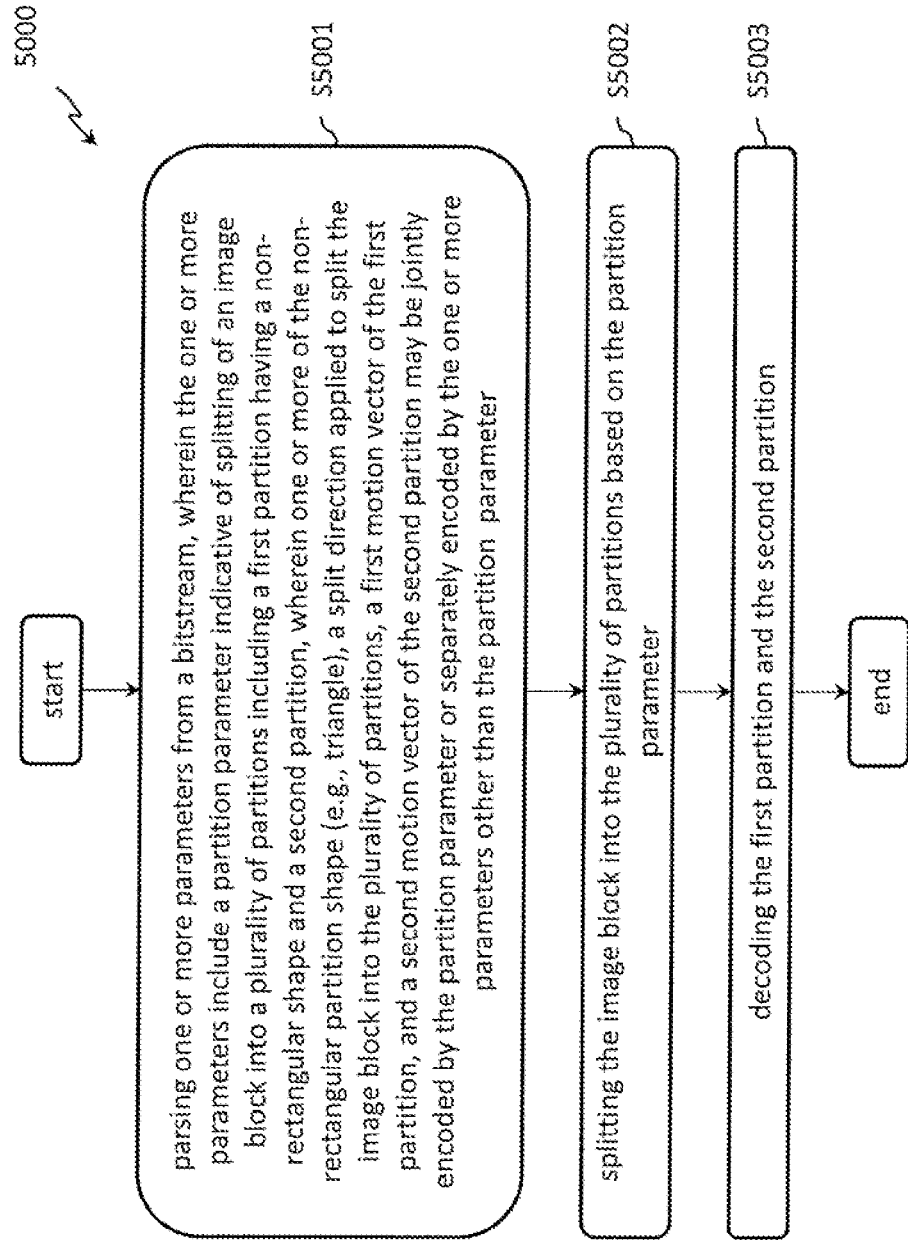 5000
start
parsing one or more parameters from a bitstream, wherein the one or more
parameters include a partition parameter indicative of splitting of an image
block into a plurality of partitions including a first partition having a non-
rectangular shape and a second partition, wherein one or more of the non-
rectangular partition shape (e.g., triangle), a split direction applied to split the
image block into the plurality of partitions, a first motion vector of the first
partition, and a second motion vector of the second partition may be jointly
encoded by the partition parameter or separately encoded by the one or more
parameters other than the partition parameter
S5001
splitting the image block into the plurality of partitions based on the partition
parameter
S5002
decoding the first partition and the second partition
S5003
end